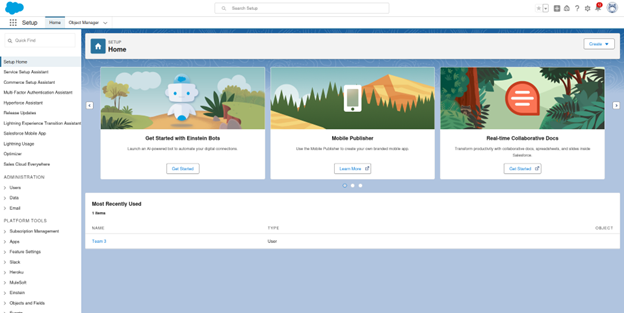 Search Setup
Setup
Home
Object Manager
Quick Find
Setup Home
Service Setup Assistant
Commerce Setup Assistant
Multi-Factor Authentication Assistant
Hyperforce Assistant
Release Updates
Lightning Experience Transition Assistant
Salesforce Mobile App
Lightning Usage
Optimizer
Sales Cloud Everywhere
ADMINISTRATION
Users
Data
Email
PLATFORM TOOLS
Subscription Management
Apps
Feature Settings
Slack
Heroku
MuleSoft
Einstein
Objects and Fields
SETUP
Home
Create
Get Started with Einstein Bots
Launch an AI-powered bot to automate your digital connections.
Get Started
Mobile Publisher
Use the Mobile Publisher to create your own branded mobile app.
Learn More
Real-time Collaborative Docs
Transform productivity with collaborative docs, spreadsheets, and slides inside
Salesforce.
Get Started
Most Recently Used
1 items
NAME TYPE OBJECT
User